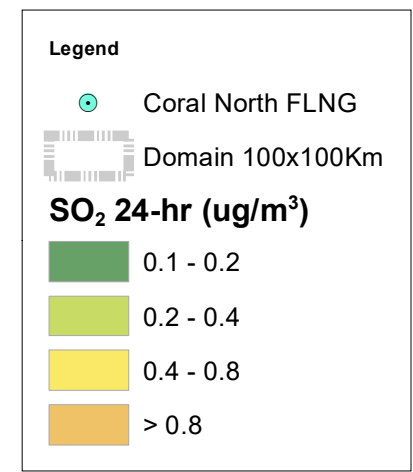 Legend
Coral North FLNG
Domain 100x100Km
SO₂ 24-hr (ug/m³)
0.1 - 0.2
0.2 - 0.4
0.4 - 0.8
> 0.8